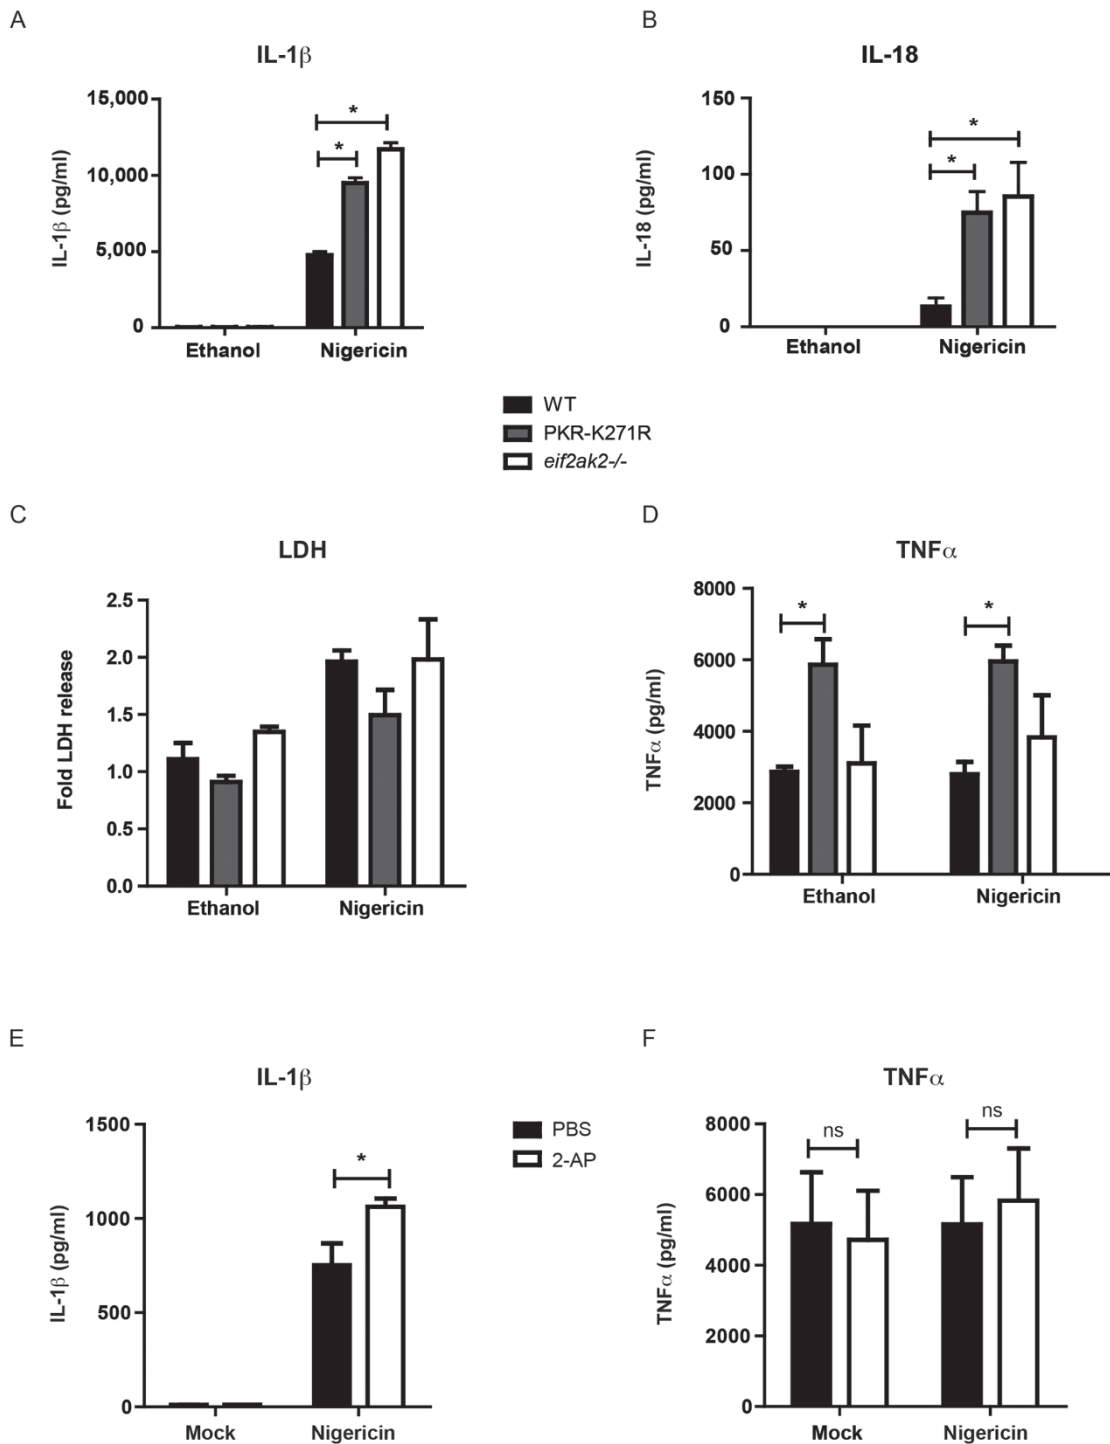 A
IL-1β
IL-1β (pg/ml)
15,000
10,000
5,000
0
*
*
Ethanol
Nigericin
B
IL-18
IL-18 (pg/ml)
150
100
50
0
*
*
Ethanol
Nigericin
WT
PKR-K271R
eif2ak2-/-
C
LDH
Fold LDH release
2.5
2.0
1.5
1.0
0.5
0.0
Ethanol
Nigericin
D
TNFα
TNFα (pg/ml)
8000
6000
4000
2000
0
*
*
Ethanol
Nigericin
E
IL-1β
IL-1β (pg/ml)
1500
1000
500
0
*
Mock
Nigericin
PBS
2-AP
F
TNFα
TNFα (pg/ml)
8000
6000
4000
2000
0
ns
ns
Mock
Nigericin